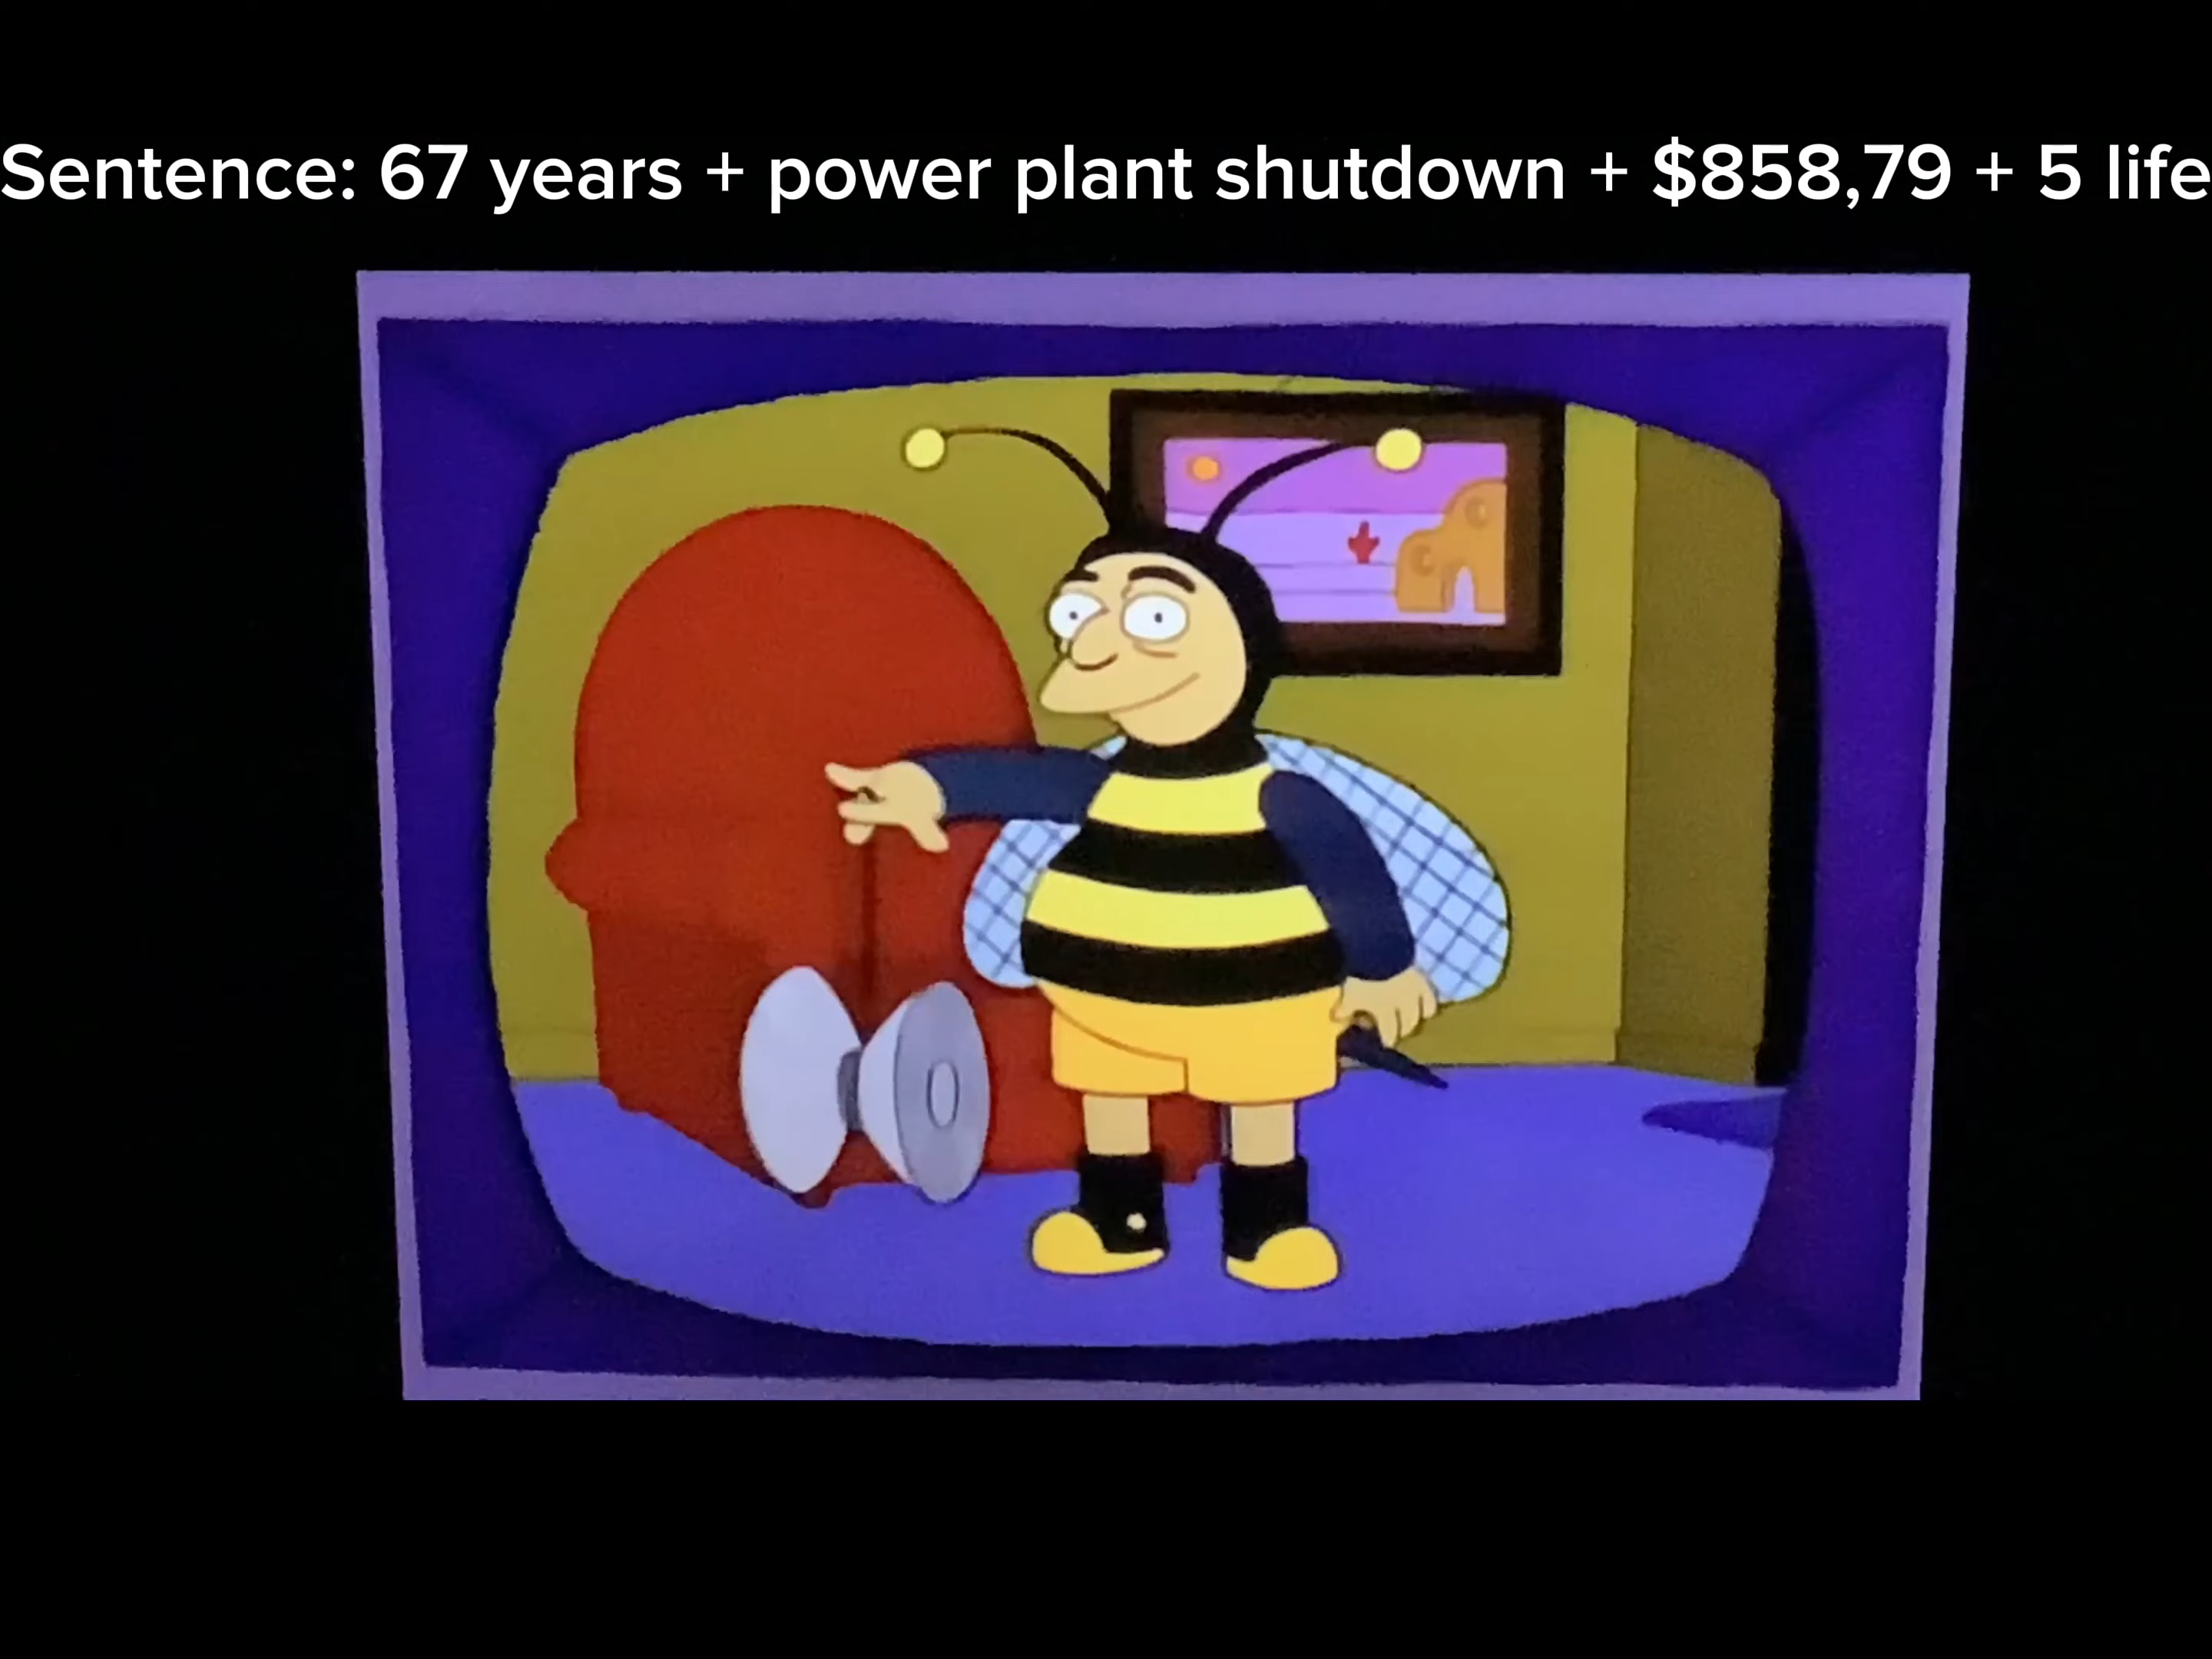 Sentence: 67 years + power plant shutdown + $858,79 + 5 life